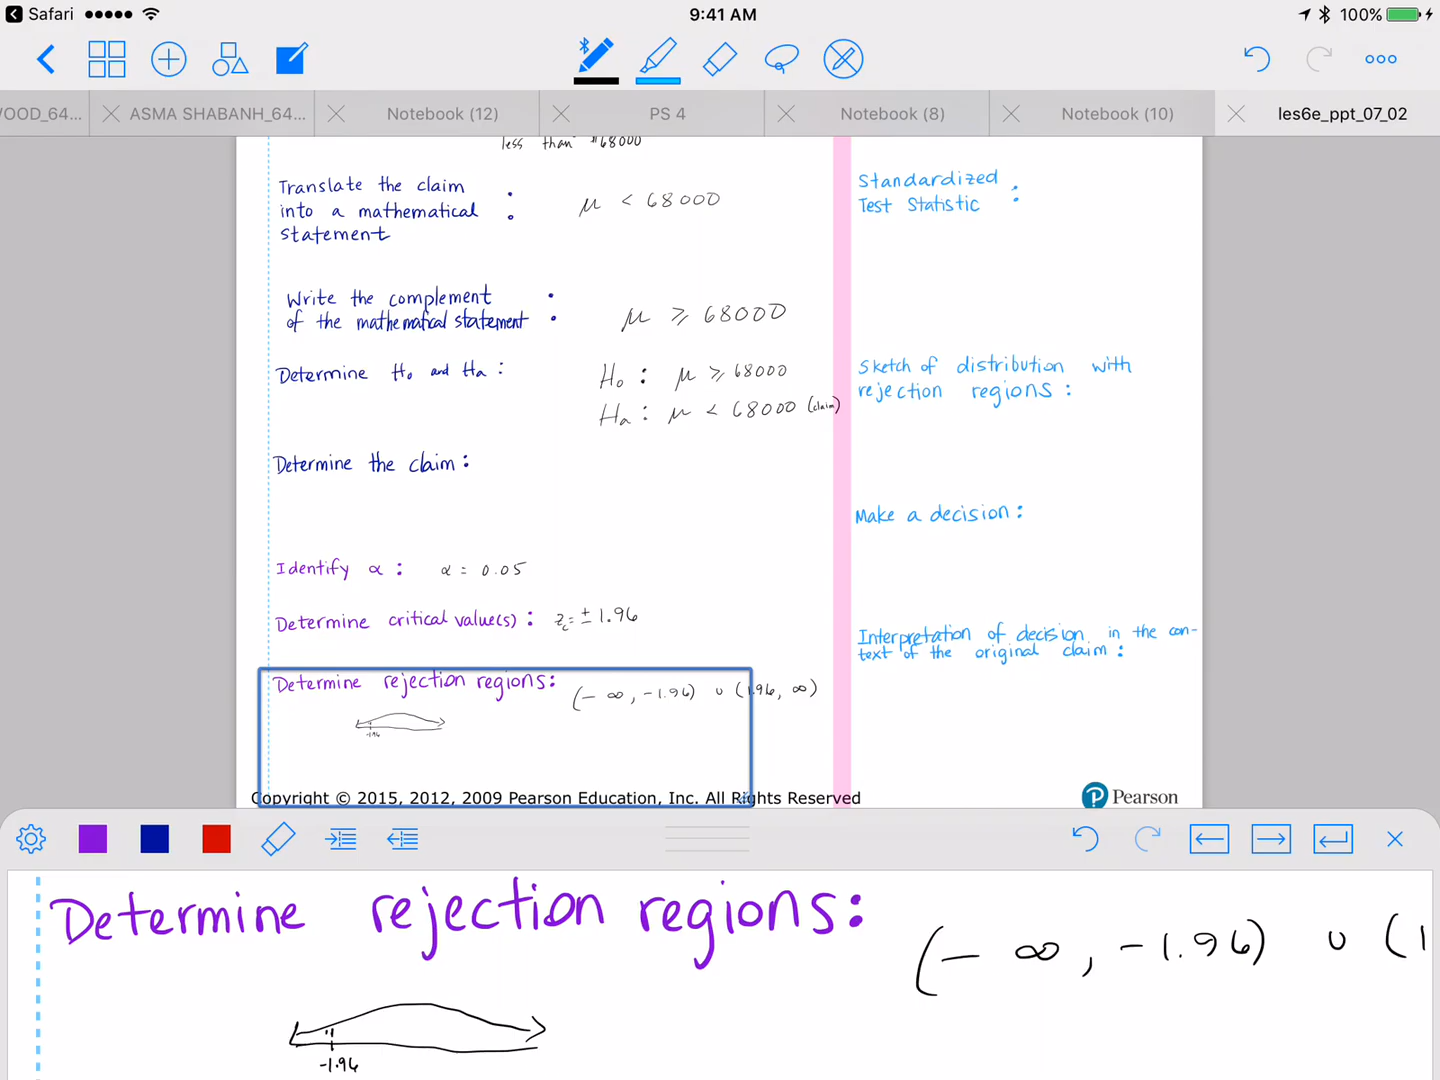 Safari
9:41 AM
100%
OOD_64...
ASMA SHABANH_64...
Notebook (12)
PS 4
Notebook (8)
Notebook (10)
les6e_ppt_07_02
less than $68000
Translate the claim
into a mathematical
statement :
μ < 68000
Write the complement
of the mathematical statement :
μ ≥ 68000
Determine H₀ and Ha :
H₀ : μ ≥ 68000
Ha : μ < 68000 (claim)
Determine the claim :
Identify α :
α = 0.05
Determine critical value(s) :
z_c = ± 1.96
Determine rejection regions:
(- ∞, -1.96) ∪ (1.96, ∞)
-1.96
Copyright © 2015, 2012, 2009 Pearson Education, Inc. All Rights Reserved
Standardized
Test Statistic :
Sketch of distribution with
rejection regions :
Make a decision :
Interpretation of decision in the con-
text of the original claim :
P Pearson
Determine rejection regions:
(- ∞, -1.96) ∪ (1
-1.96